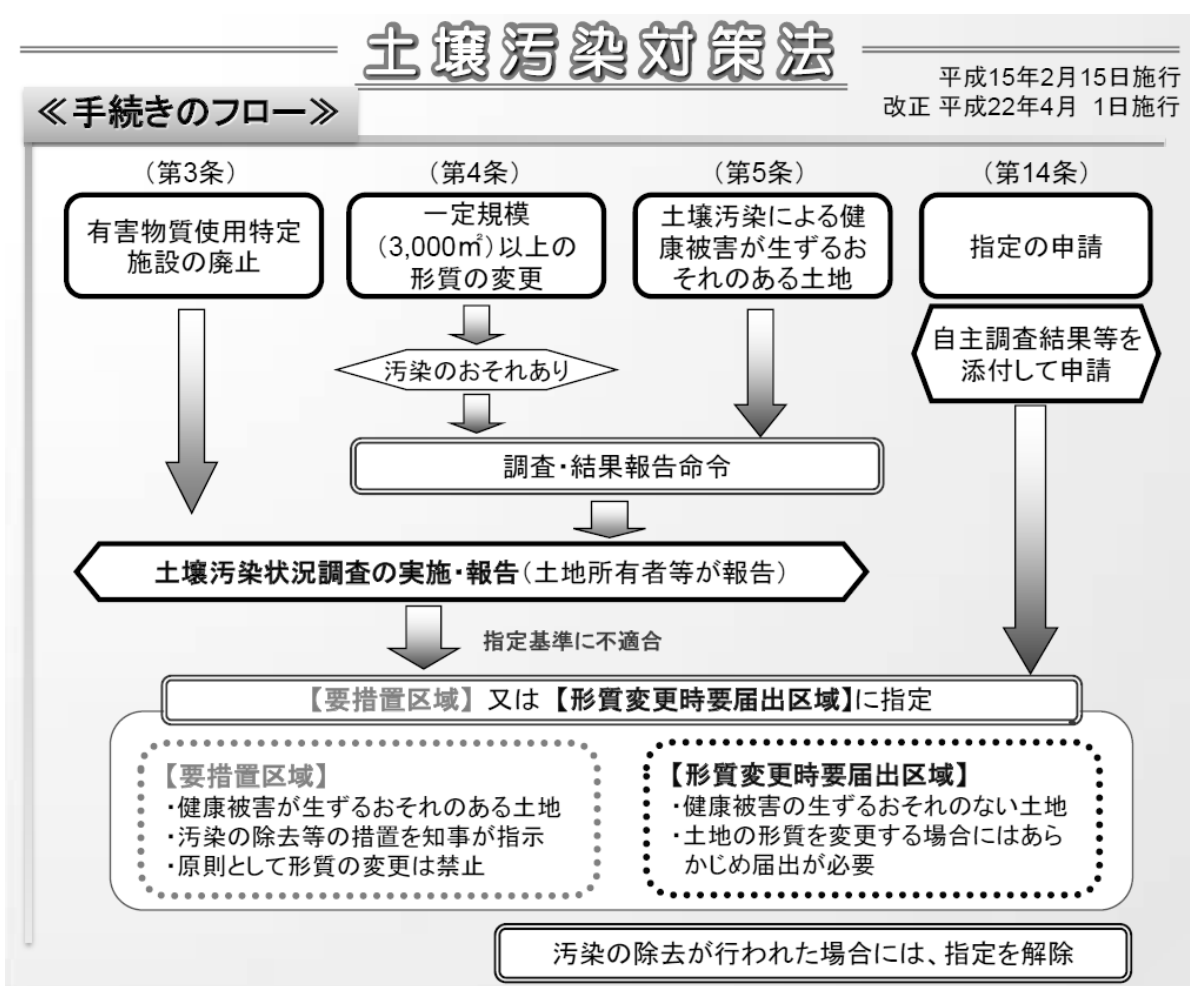 土壌汚染対策法
平成15年2月15日施行
改正 平成22年4月 1日施行
≪手続きのフロー≫
（第3条）
有害物質使用特定
施設の廃止
（第4条）
一定規模
（3,000㎡）以上の
形質の変更
（第5条）
土壌汚染による健
康被害が生ずるお
それのある土地
（第14条）
指定の申請
自主調査結果等を
添付して申請
汚染のおそれあり
調査・結果報告命令
土壌汚染状況調査の実施・報告（土地所有者等が報告）
指定基準に不適合
【要措置区域】 又は 【形質変更時要届出区域】に指定
【要措置区域】
・健康被害が生ずるおそれのある土地
・汚染の除去等の措置を知事が指示
・原則として形質の変更は禁止
【形質変更時要届出区域】
・健康被害の生ずるおそれのない土地
・土地の形質を変更する場合にはあら
かじめ届出が必要
汚染の除去が行われた場合には、指定を解除